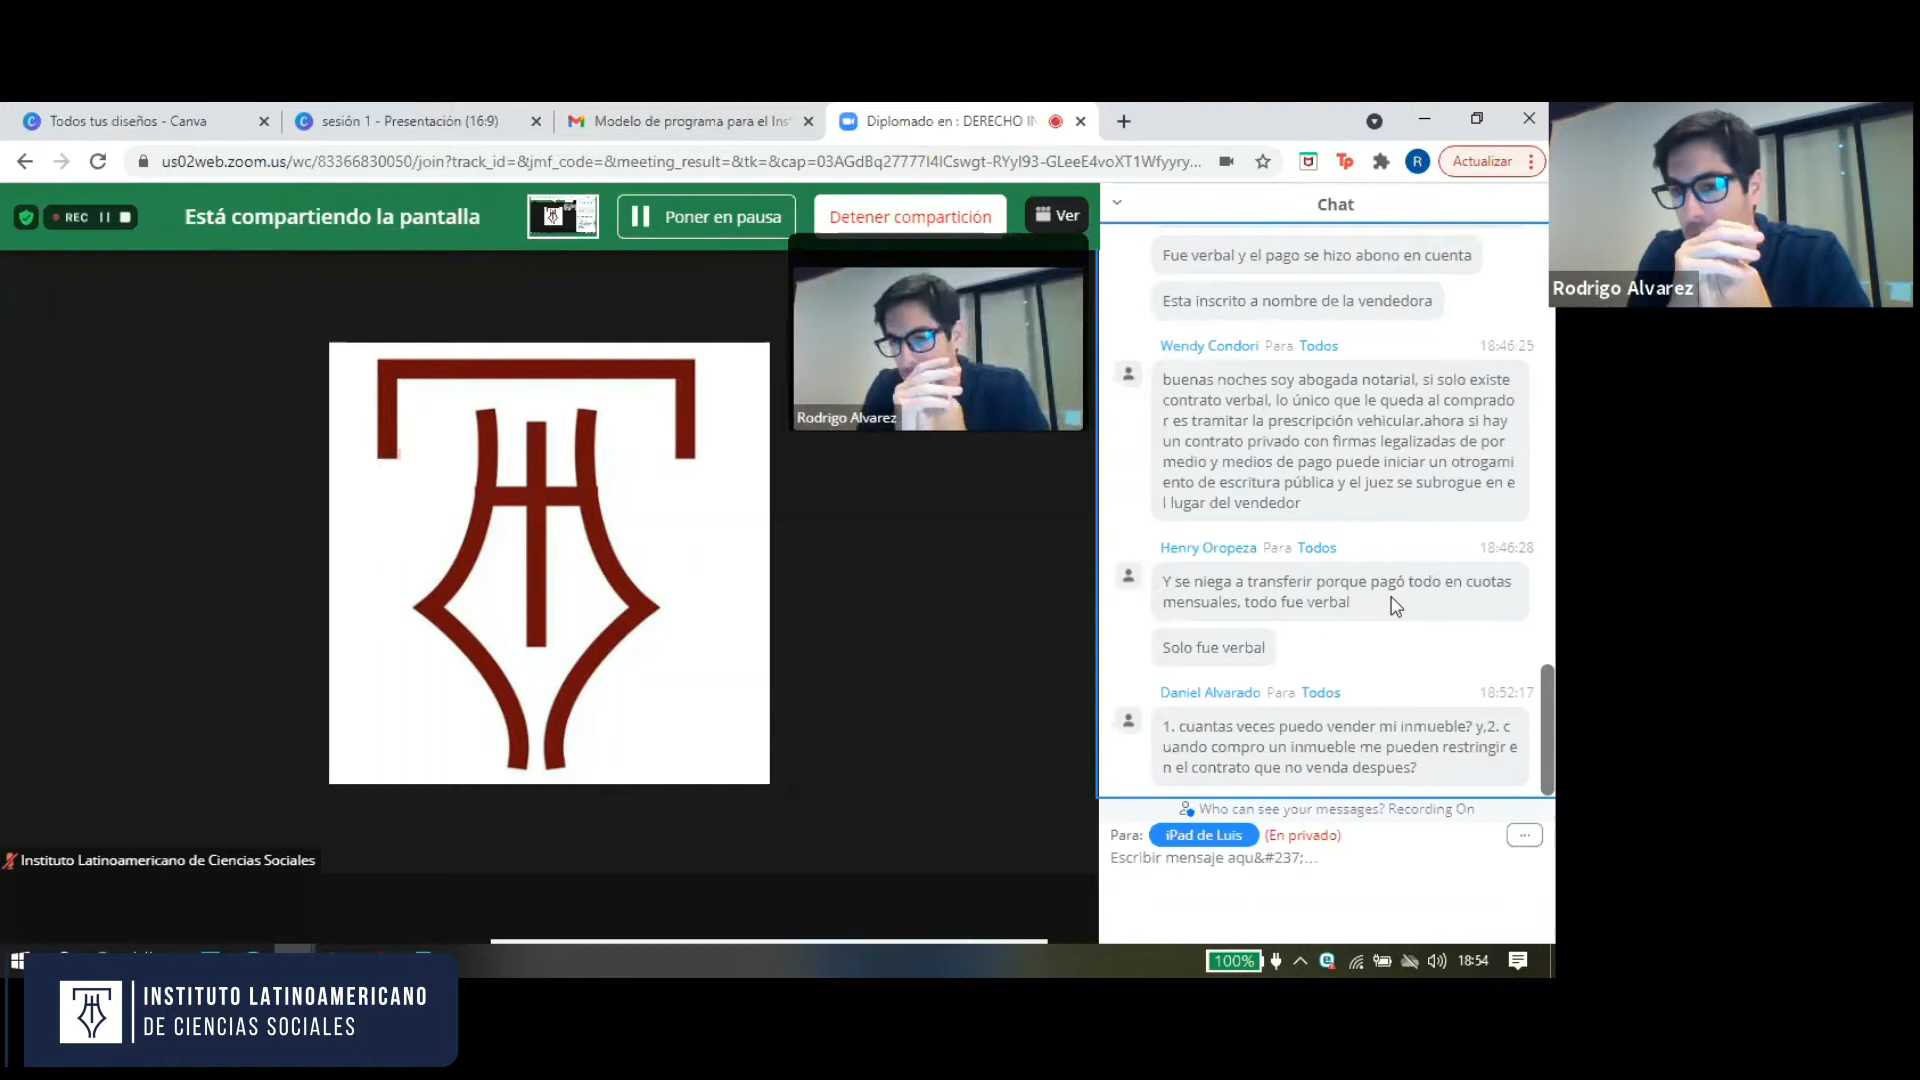 Todos tus diseños - Canva
sesión 1 - Presentación (16:9)
Modelo de programa para el Ins
Diplomado en : DERECHO IN
us02web.zoom.us/wc/83366830050/join?track_id=&jmf_code=&meeting_result=&tk=&cap=03AGdBq27777I4ICswgt-RYyl93-GLeeE4voXT1Wfyyry...
Tp
R
Actualizar
REC
Está compartiendo la pantalla
Poner en pausa
Detener compartición
Ver
Rodrigo Alvarez
Instituto Latinoamericano de Ciencias Sociales
Chat
Fue verbal y el pago se hizo abono en cuenta
Esta inscrito a nombre de la vendedora
Wendy Condori Para Todos 18:46:25
buenas noches soy abogada notarial, si solo existe
contrato verbal, lo único que le queda al comprado
r es tramitar la prescripción vehicular.ahora si hay
un contrato privado con firmas legalizadas de por
medio y medios de pago puede iniciar un otrogami
ento de escritura pública y el juez se subrogue en e
l lugar del vendedor
Henry Oropeza Para Todos 18:46:28
Y se niega a transferir porque pagó todo en cuotas
mensuales, todo fue verbal
Solo fue verbal
Daniel Alvarado Para Todos 18:52:17
1. cuantas veces puedo vender mi inmueble? y,2. c
uando compro un inmueble me pueden restringir e
n el contrato que no venda despues?
Who can see your messages? Recording On
Para: iPad de Luis (En privado)
Escribir mensaje aqu&#237;...
Rodrigo Alvarez
100%
18:54
INSTITUTO LATINOAMERICANO
DE CIENCIAS SOCIALES